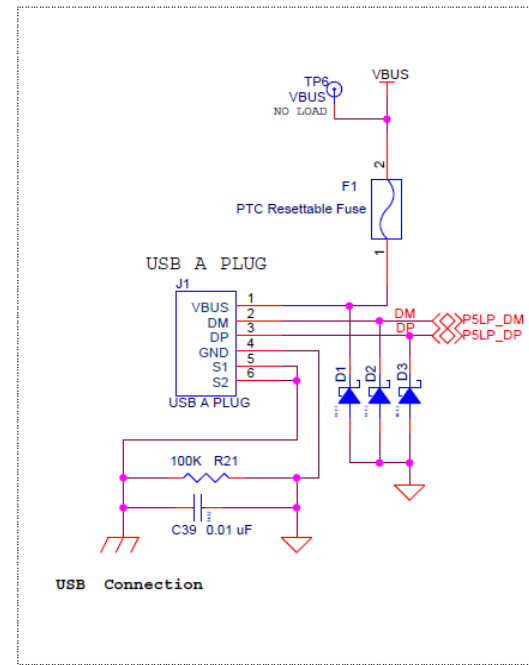 TP6
VBUS
VBUS
NO LOAD
2
F1
PTC Resettable Fuse
1
USB A PLUG
J1
VBUS 1
DM 2
DP 3
GND 4
S1 5
S2 6
USB A PLUG
DM P5LP_DM
DP P5LP_DP
D1 D2 D3
100K R21
C39 0.01 uF
USB Connection